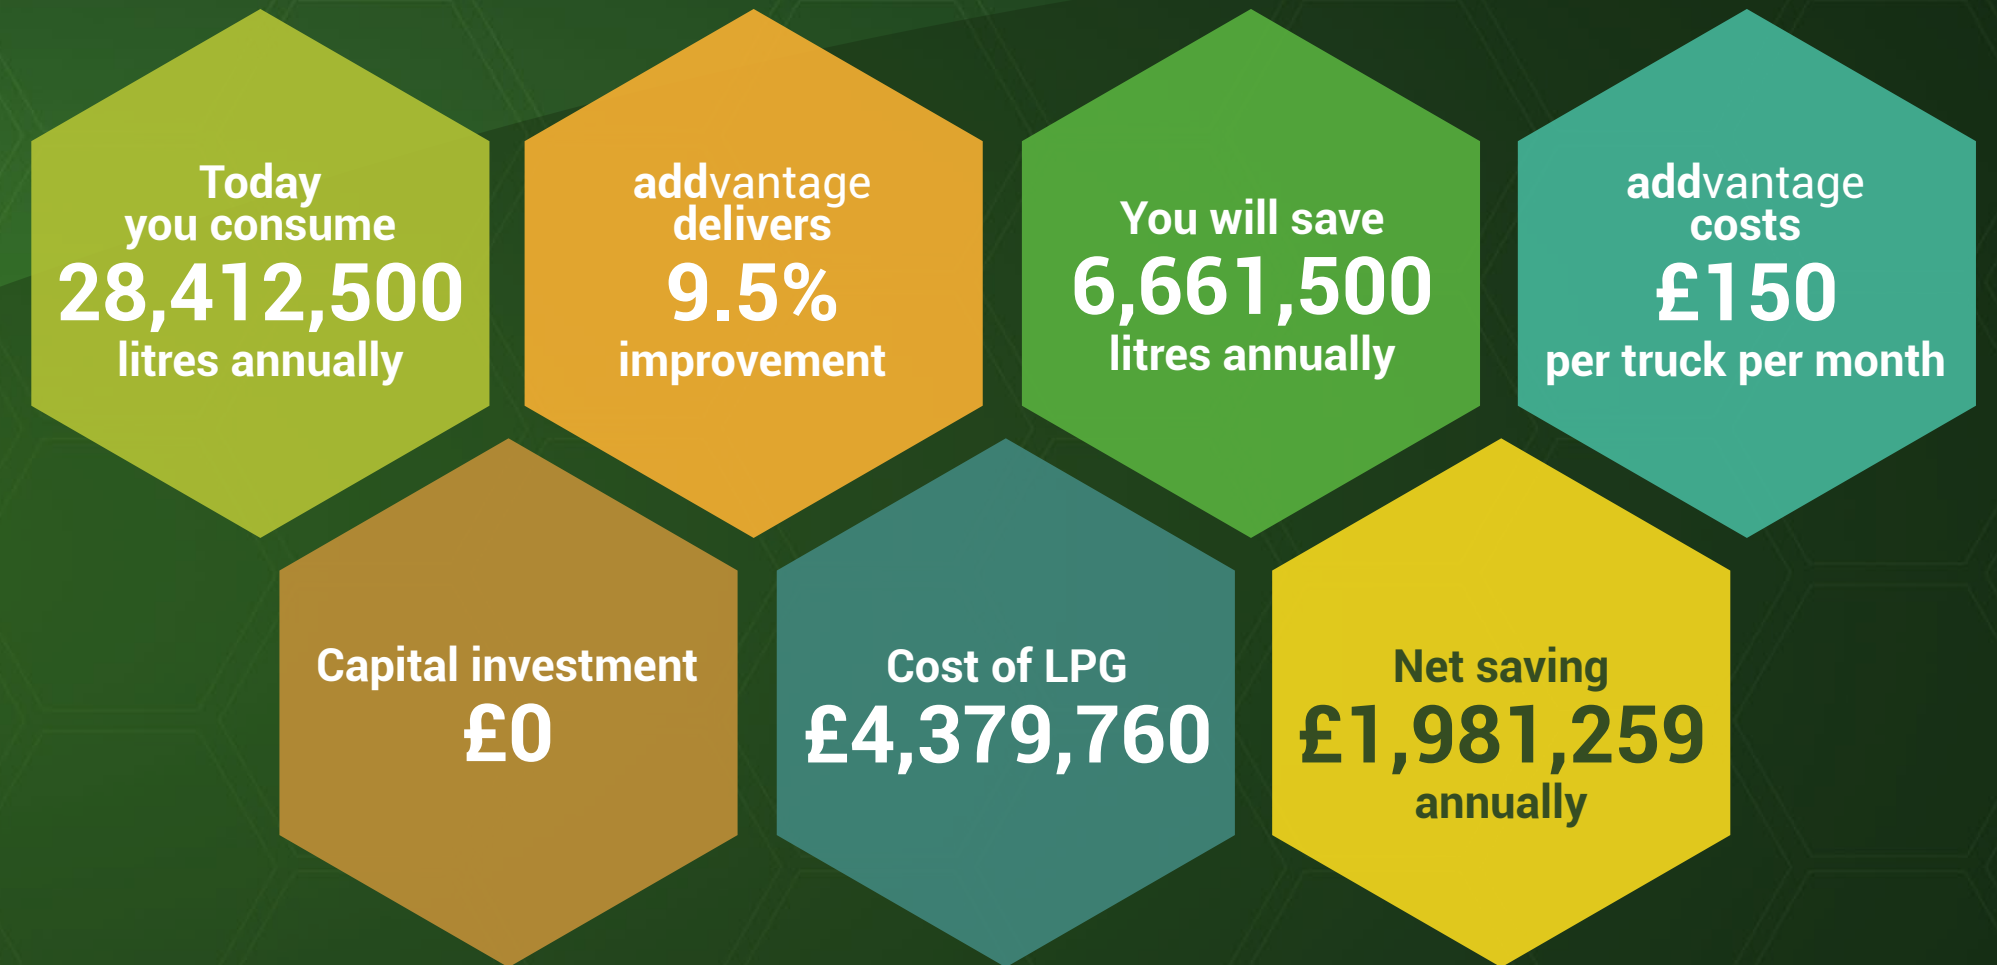 Today
you consume
28,412,500
litres annually
addvantage
delivers
9.5%
improvement
You will save
6,661,500
litres annually
addvantage
costs
£150
per truck per month
Capital investment
£0
Cost of LPG
£4,379,760
Net saving
£1,981,259
annually